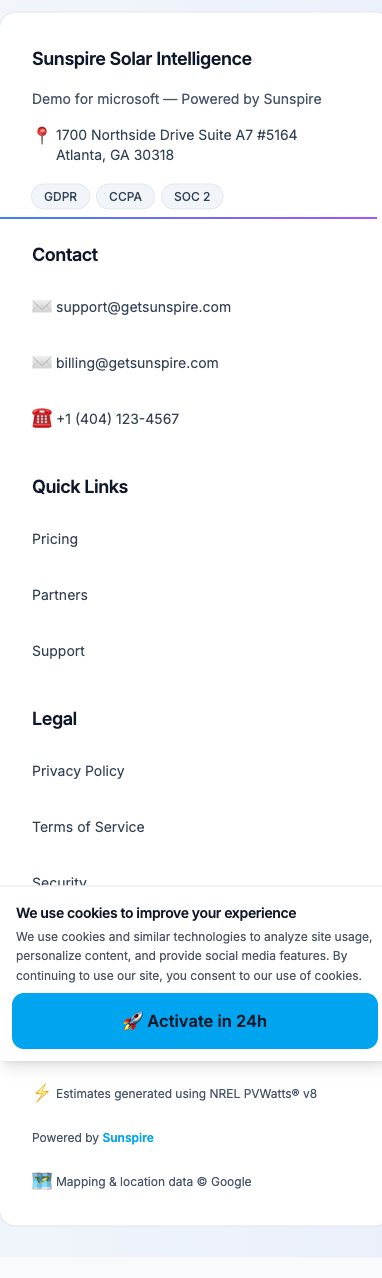 Sunspire Solar Intelligence
Demo for microsoft — Powered by Sunspire
📍 1700 Northside Drive Suite A7 #5164
Atlanta, GA 30318
GDPR CCPA SOC 2
Contact
✉️ support@getsunspire.com
✉️ billing@getsunspire.com
☎️ +1 (404) 123-4567
Quick Links
Pricing
Partners
Support
Legal
Privacy Policy
Terms of Service
Security
We use cookies to improve your experience
We use cookies and similar technologies to analyze site usage,
personalize content, and provide social media features. By
continuing to use our site, you consent to our use of cookies.
🚀 Activate in 24h
⚡ Estimates generated using NREL PVWatts® v8
Powered by Sunspire
🗺️ Mapping & location data © Google